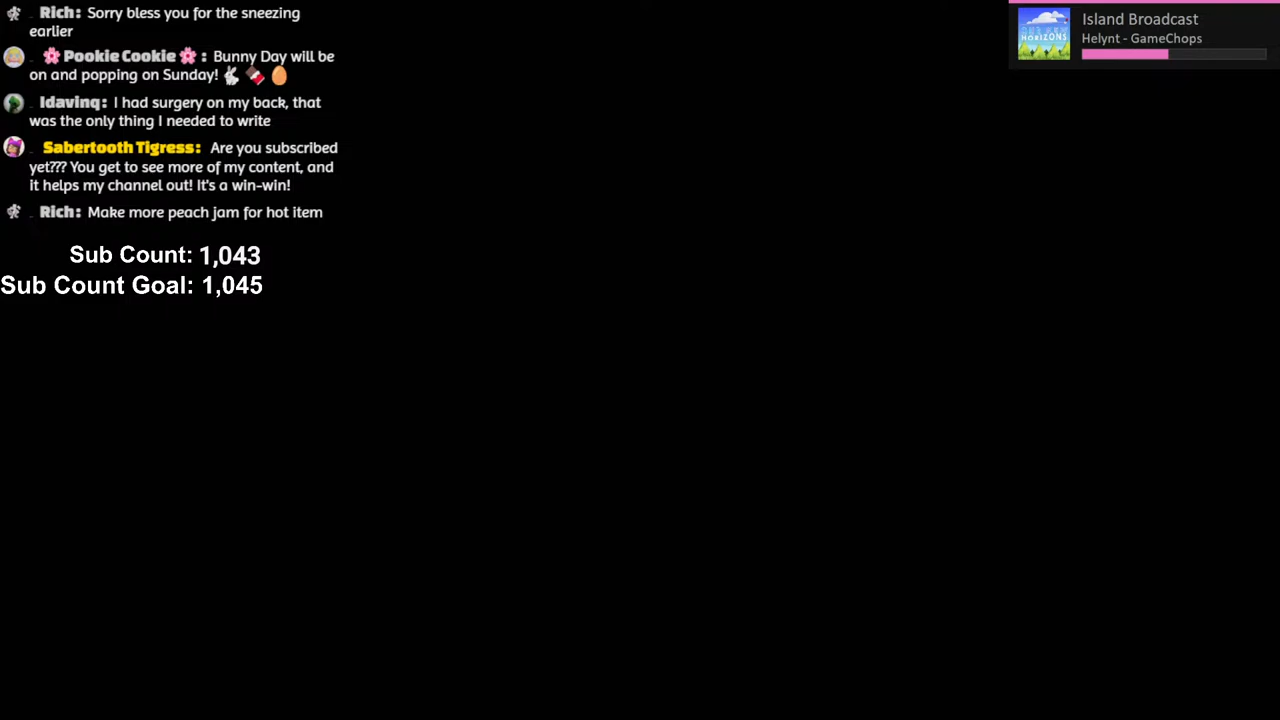 Rich: Sorry bless you for the sneezing
earlier
🌸 Pookie Cookie 🌸 : Bunny Day will be
on and popping on Sunday! 🐇 🍫 🥚
Idavinq: I had surgery on my back, that
was the only thing I needed to write
Sabertooth Tigress: Are you subscribed
yet??? You get to see more of my content, and
it helps my channel out! It's a win-win!
Rich: Make more peach jam for hot item
Sub Count: 1,043
Sub Count Goal: 1,045
Island Broadcast
Helynt - GameChops
HORIZONS